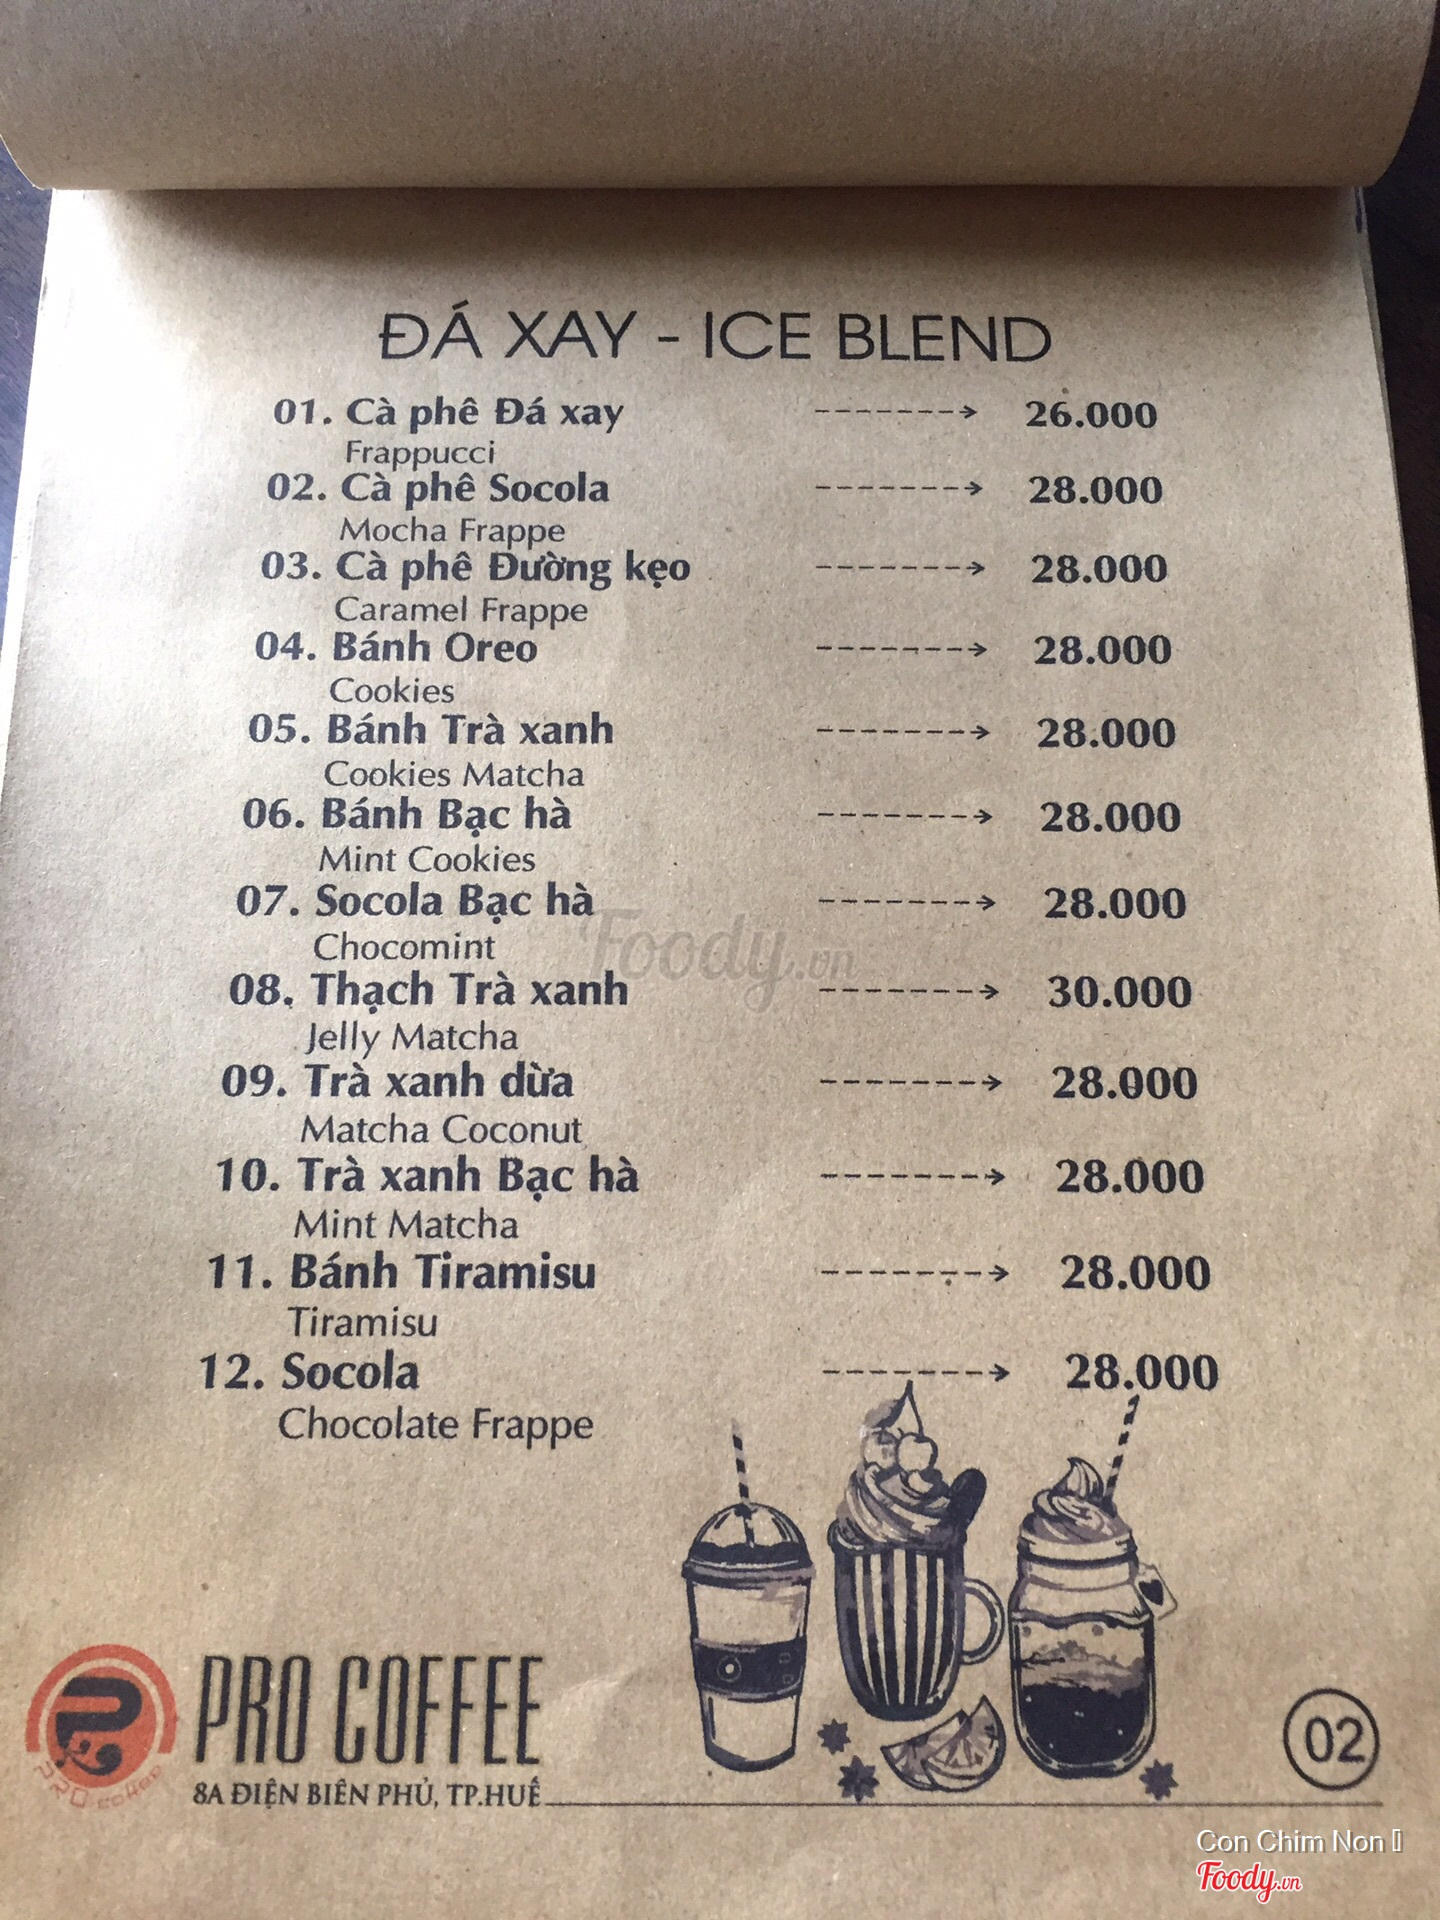 ĐÁ XAY - ICE BLEND
01. Cà phê Đá xay --------> 26.000
Frappucci
02. Cà phê Socola --------> 28.000
Mocha Frappe
03. Cà phê Đường kẹo --------> 28.000
Caramel Frappe
04. Bánh Oreo --------> 28.000
Cookies
05. Bánh Trà xanh --------> 28.000
Cookies Matcha
06. Bánh Bạc hà --------> 28.000
Mint Cookies
07. Socola Bạc hà --------> 28.000
Chocomint
Foody.vn
08. Thạch Trà xanh --------> 30.000
Jelly Matcha
09. Trà xanh dừa --------> 28.000
Matcha Coconut
10. Trà xanh Bạc hà --------> 28.000
Mint Matcha
11. Bánh Tiramisu --------> 28.000
Tiramisu
12. Socola --------> 28.000
Chocolate Frappe
PRO COFFEE
PRO coffee
8A ĐIỆN BIÊN PHỦ, TP.HUẾ
02
Con Chim Non
Foody.vn